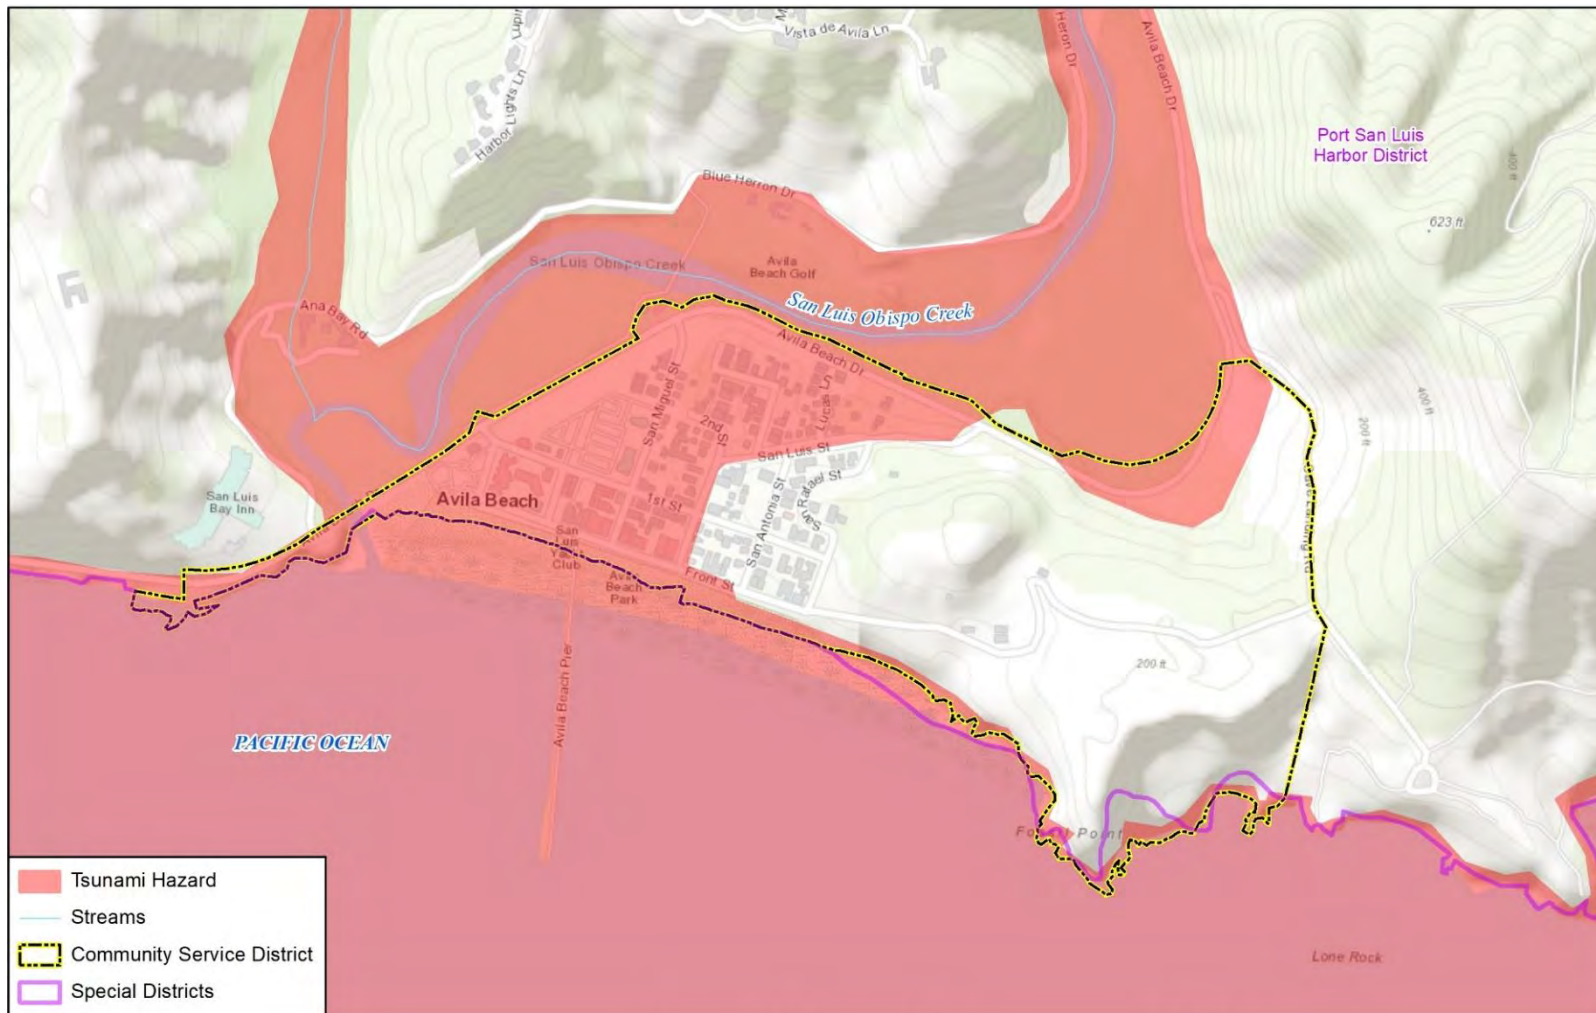 Lupin
Vista de Avila Ln
Harbor Lights Ln
Heron Dr
Avila Beach Dr
Port San Luis
Harbor District
400 ft
623 ft
Blue Herron Dr
San Luis Obispo Creek
Avila
Beach Golf
San Luis Obispo Creek
Ana Bay Rd
Avila Beach Dr
San Miguel St
Lucas Ln
2nd St
400 ft
200 ft
San Luis St
San Luis
Bay Inn
Avila Beach
1st St
San Antonia St
San Rafael St
San
Luis
Yacht
Club
Avila
Beach
Park
Front St
200 ft
Avila Beach Pier
PACIFIC OCEAN
Lone Rock
Tsunami Hazard
Streams
Community Service District
Special Districts